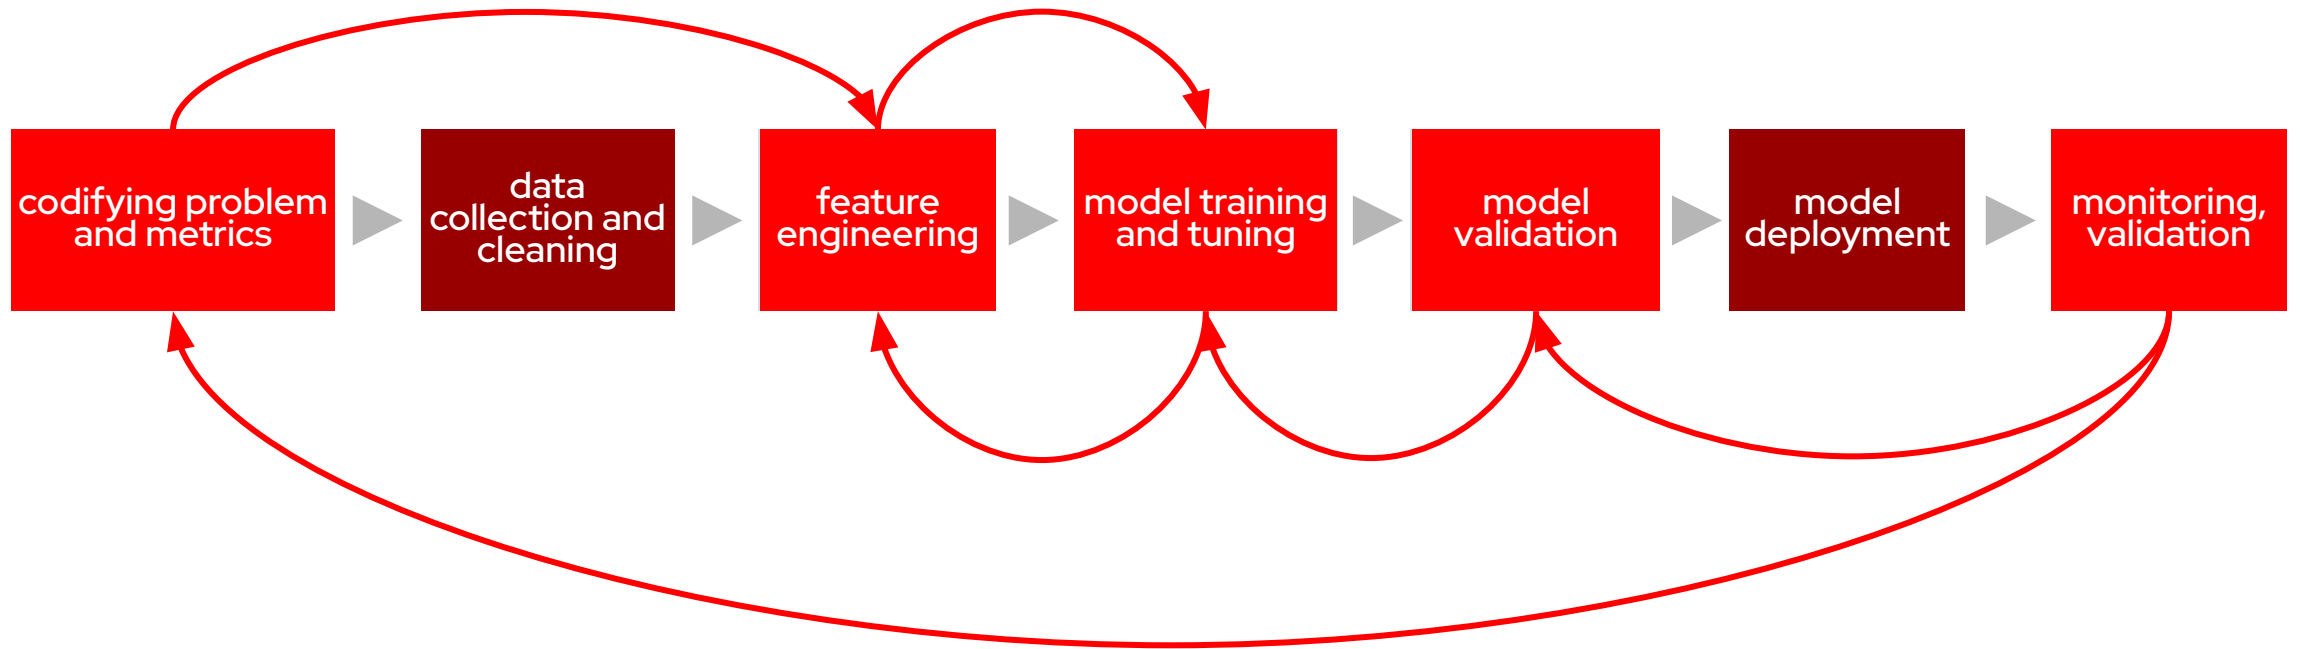 codifying problem
and metrics
data
collection and
cleaning
feature
engineering
model training
and tuning
model
validation
model
deployment
monitoring,
validation